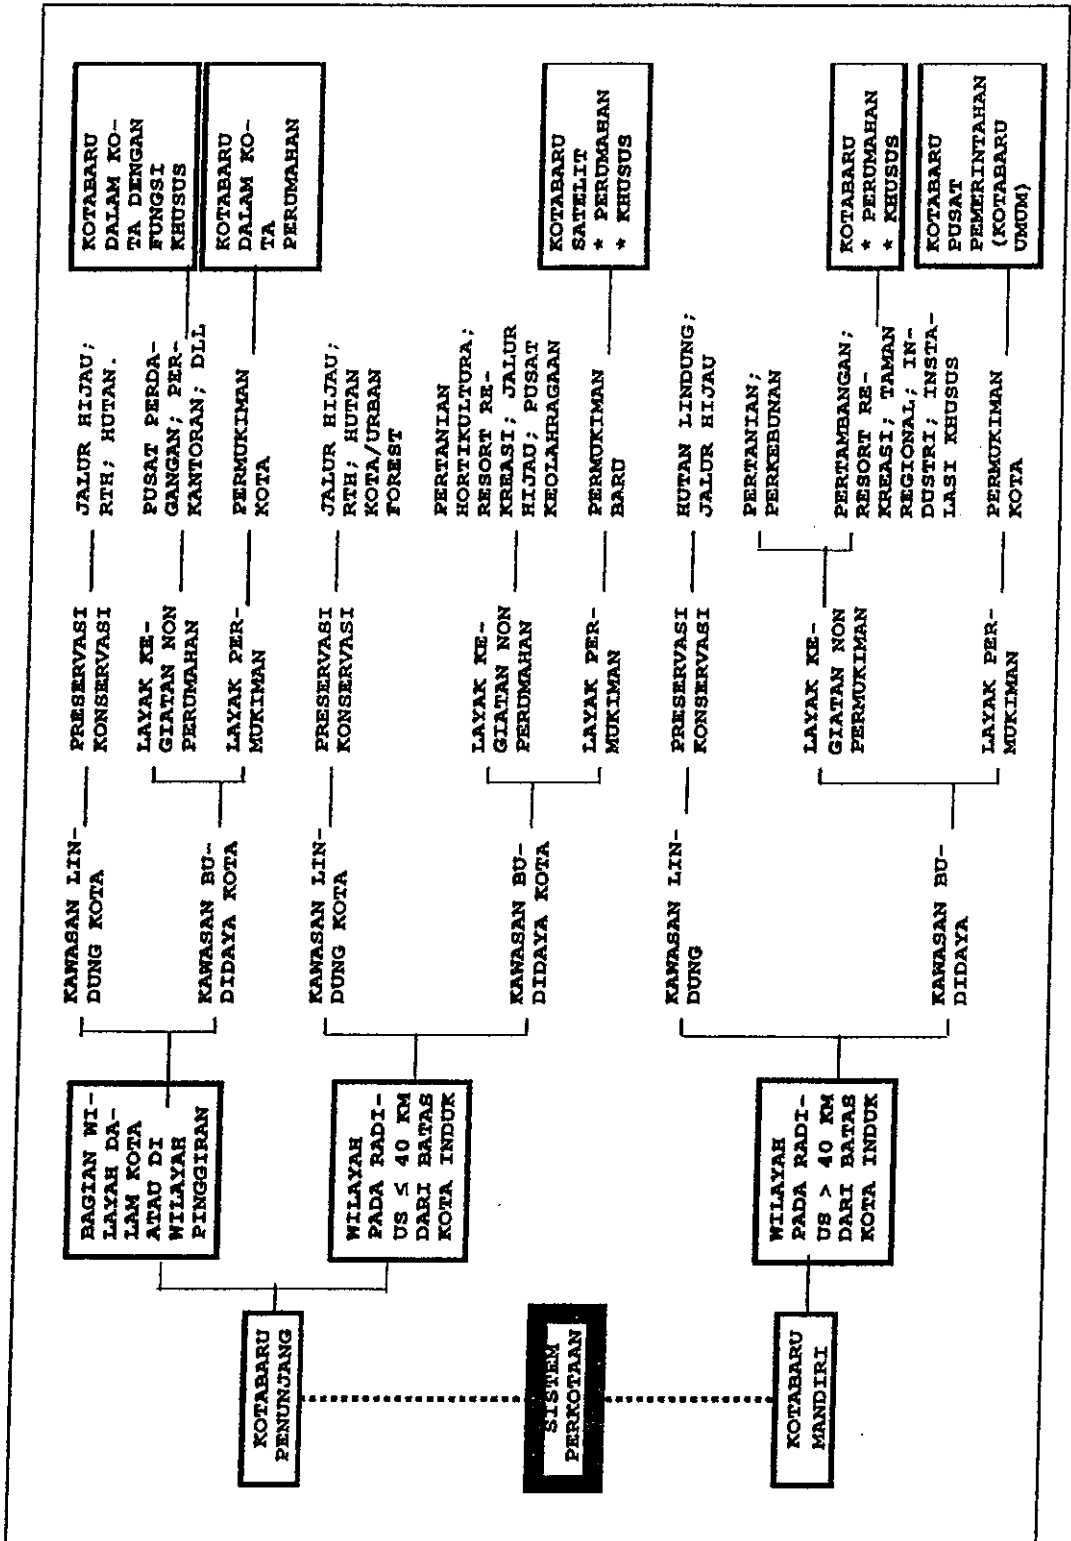 KOTABARU
PENUNJANG
SISTEM
PERKOTAAN
KOTABARU
MANDIRI
BAGIAN WI-
LAYAH DA-
LAM KOTA
ATAU DI
WILAYAH
PINGGIRAN
WILAYAH
PADA RADI-
US ≤ 40 KM
DARI BATAS
KOTA INDUK
WILAYAH
PADA RADI-
US > 40 KM
DARI BATAS
KOTA INDUK
KAWASAN LIN-
DUNG KOTA
KAWASAN BU-
DIDAYA KOTA
KAWASAN LIN-
DUNG KOTA
KAWASAN BU-
DIDAYA KOTA
KAWASAN LIN-
DUNG
KAWASAN BU-
DIDAYA
PRESERVASI
KONSERVASI
LAYAK KE-
GIATAN NON
PERUMAHAN
LAYAK PER-
MUKIMAN
PRESERVASI
KONSERVASI
LAYAK KE-
GIATAN NON
PERUMAHAN
LAYAK PER-
MUKIMAN
PRESERVASI
KONSERVASI
LAYAK KE-
GIATAN NON
PERMUKIMAN
LAYAK PER-
MUKIMAN
JALUR HIJAU;
RTH; HUTAN.
PUSAT PERDA-
GANGAN; PER-
KANTORAN; DLL
PERMUKIMAN
KOTA
JALUR HIJAU;
RTH; HUTAN
KOTA/URBAN
FOREST
PERTANIAN
HORTIKULTURA;
RESORT RE-
KREASI; JALUR
HIJAU; PUSAT
KEOLAHRAGAAN
PERMUKIMAN
BARU
HUTAN LINDUNG;
JALUR HIJAU
PERTANIAN;
PERKEBUNAN
PERTAMBANGAN;
RESORT RE-
KREASI; TAMAN
REGIONAL; IN-
DUSTRI; INSTA-
LASI KHUSUS
PERMUKIMAN
KOTA
KOTABARU
DALAM KO-
TA DENGAN
FUNGSI
KHUSUS
KOTABARU
DALAM KO-
TA
PERUMAHAN
KOTABARU
SATELIT
* PERUMAHAN
* KHUSUS
KOTABARU
* PERUMAHAN
* KHUSUS
KOTABARU
PUSAT
PEMERINTAHAN
(KOTABARU
UMUM)